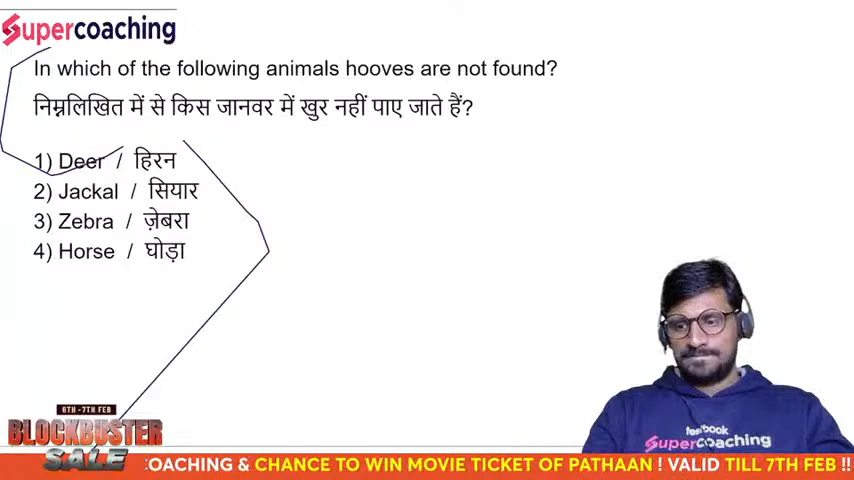 Supercoaching
In which of the following animals hooves are not found?
निम्नलिखित में से किस जानवर में खुर नहीं पाए जाते हैं?
1) Deer / हिरन
2) Jackal / सियार
3) Zebra / ज़ेबरा
4) Horse / घोड़ा
testbook
Supercoaching
6TH -7TH FEB
BLOCKBUSTER
SALE
COACHING & CHANCE TO WIN MOVIE TICKET OF PATHAAN ! VALID TILL 7TH FEB !!